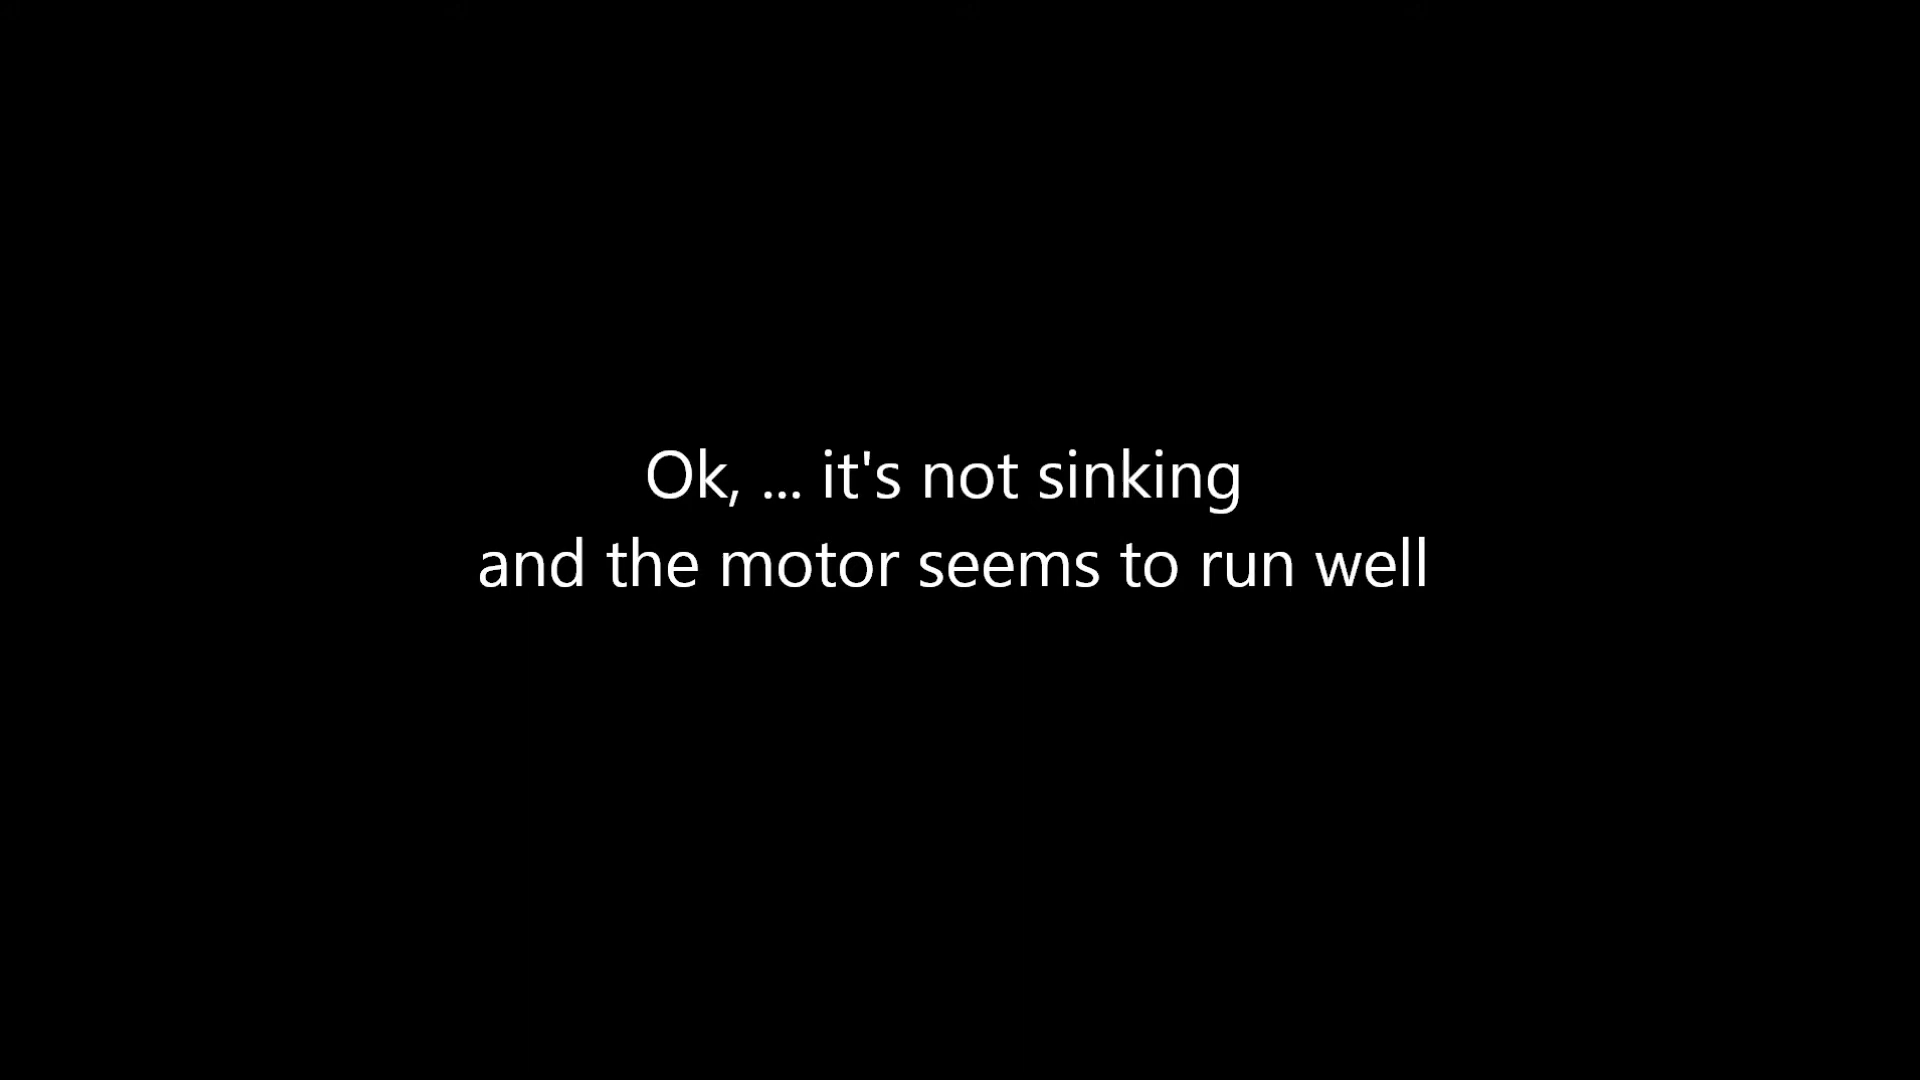 Ok, ... it's not sinking
and the motor seems to run well